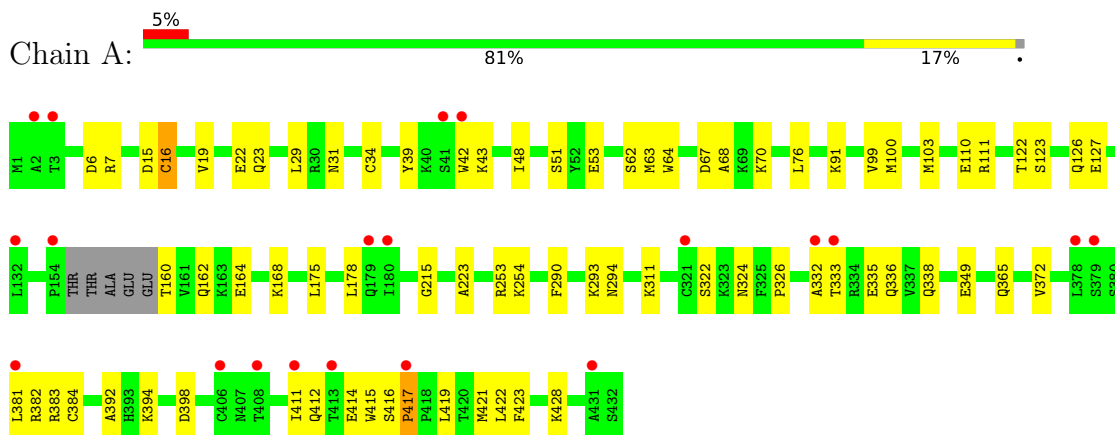 5%
Chain A:
81% 17% •
M1 A2 T3 D6 R7 D15 C16 V19 E22 Q23 L29 R30 N31 C34 Y39 K40 S41 W42 K43 I48 S51 Y52 E53 S62 M63 W64 D67 A68 K69 K70 L76 K91 V99 M100 M103 E110 R111 T122 S123 Q126 E127
L132 P154 THR THR ALA GLU GLU T160 V161 Q162 K163 E164 K168 L175 L178 Q179 I180 G215 A223 R253 K254 F290 K293 N294 K311 C321 S322 K323 N324 F325 P326 A332 T333 R334 E335 Q336 V337 Q338 E349 Q365 V372 L378 S379 S380
L381 R382 R383 C384 A392 H393 K394 D398 C406 N407 T408 I411 Q412 T413 E414 W415 S416 P417 P418 L419 T420 M421 L422 F423 K428 A431 S432